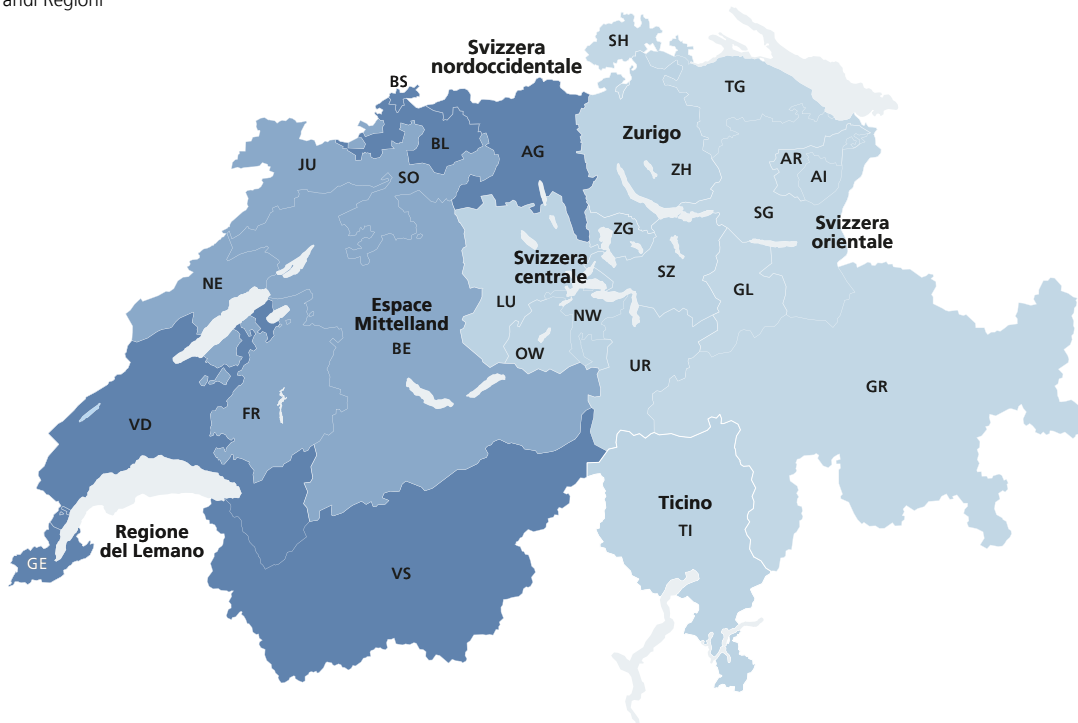 andi Regioni
SH
Svizzera
nordoccidentale
BS
TG
Zurigo
BL
AG
JU
AR
ZH
SO
AI
SG
Svizzera
orientale
ZG
Svizzera
centrale
SZ
NE
GL
LU
Espace
Mittelland
NW
BE
OW
UR
GR
FR
VD
Ticino
TI
Regione
del Lemano
GE
VS